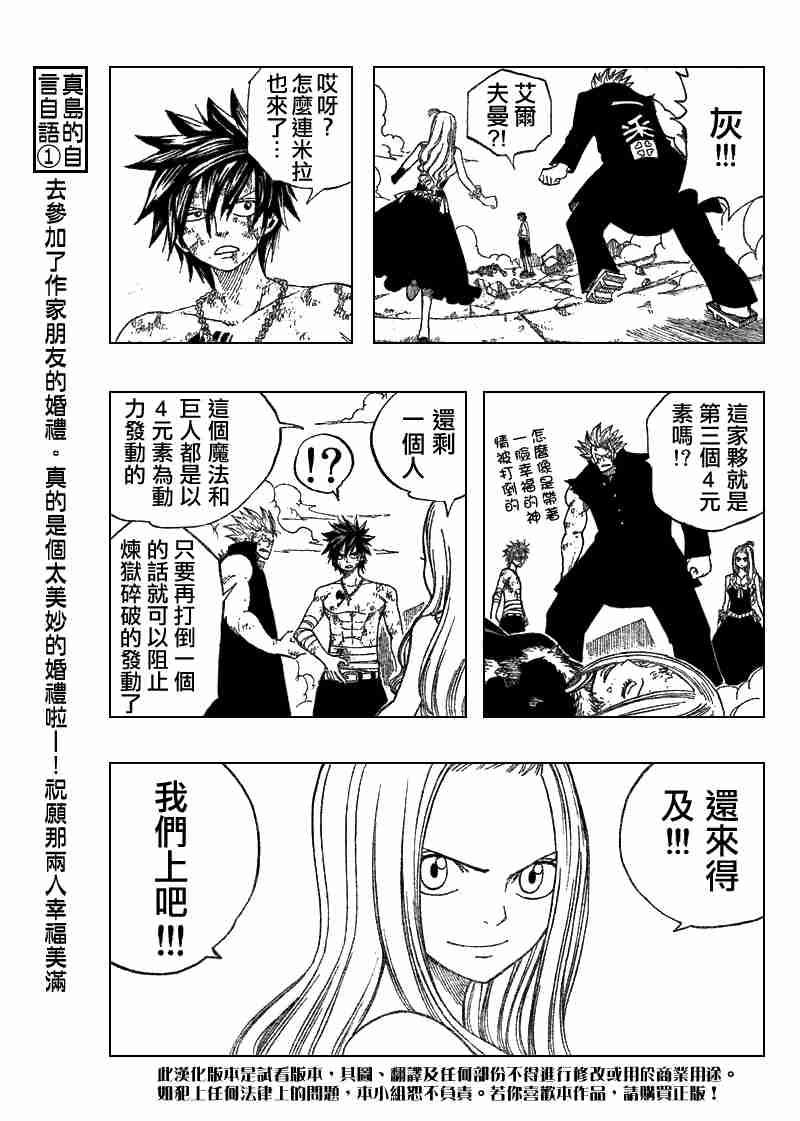 灰!!!
艾爾
夫曼?!
哎呀?
怎麼連米拉
也來了…
這家夥就是
第三個4元
素嗎!?
怎麼像是帶著
一臉幸福的神
情被打倒的
還剩
一個人
!?
這個魔法和
巨人都是以
4元素為動
力發動的
只要再打倒一個
的話就可以阻止
煉獄碎破的發動了
還來得
及!!!
我們上吧!!!
真島的自
言自語①
去參加了作家朋友的婚禮。真的是個太美妙的婚禮啦—!祝願那兩人幸福美滿
此漢化版本是試看版本，其圖、翻譯及任何部份不得進行修改或用於商業用途。
如犯上任何法律上的問題，本小組恕不負責。若你喜歡本作品，請購買正版！